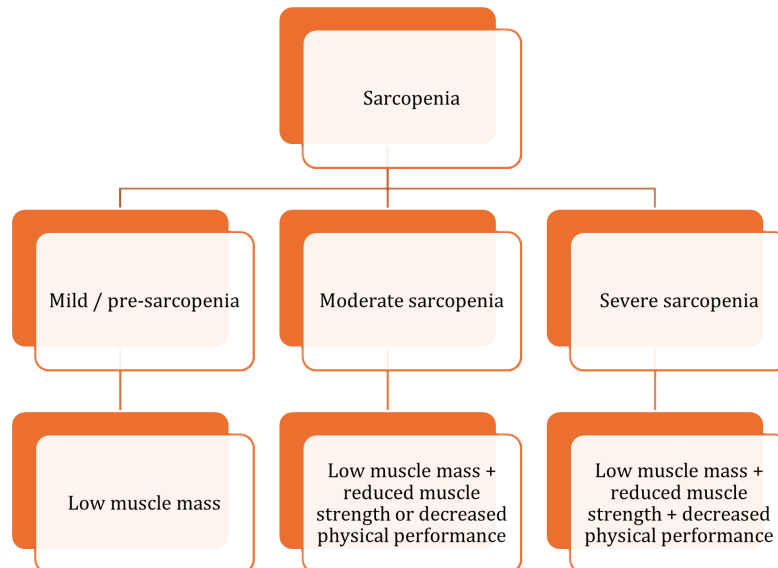 Sarcopenia
Mild / pre-sarcopenia
Moderate sarcopenia
Severe sarcopenia
Low muscle mass
Low muscle mass +
reduced muscle
strength or decreased
physical performance
Low muscle mass +
reduced muscle
strength + decreased
physical performance